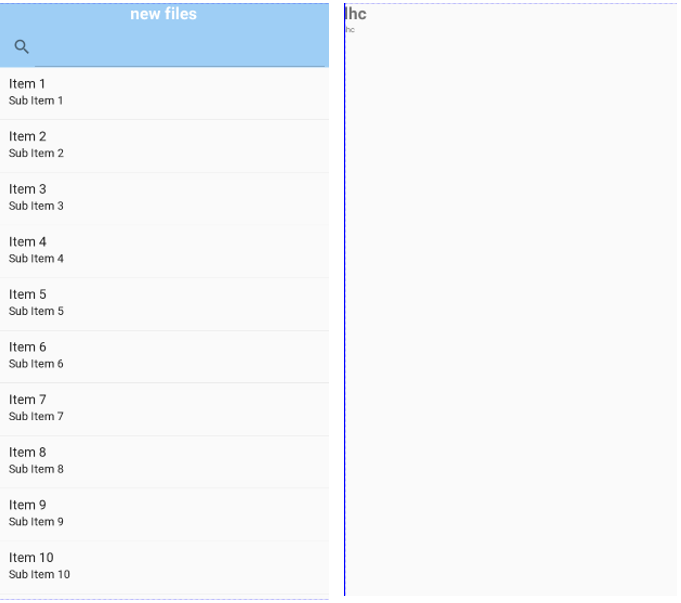 new files
Item 1
Sub Item 1
Item 2
Sub Item 2
Item 3
Sub Item 3
Item 4
Sub Item 4
Item 5
Sub Item 5
Item 6
Sub Item 6
Item 7
Sub Item 7
Item 8
Sub Item 8
Item 9
Sub Item 9
Item 10
Sub Item 10
lhc
lhc